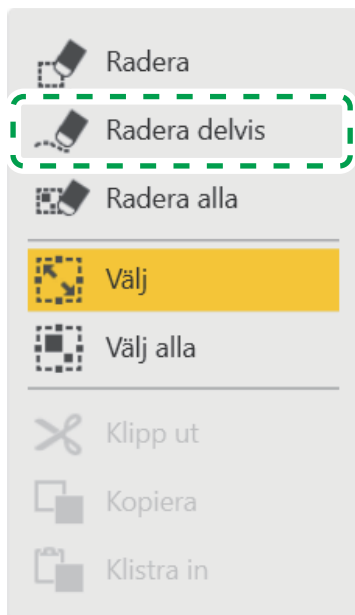 Radera
Radera delvis
Radera alla
Välj
Välj alla
Klipp ut
Kopiera
Klistra in